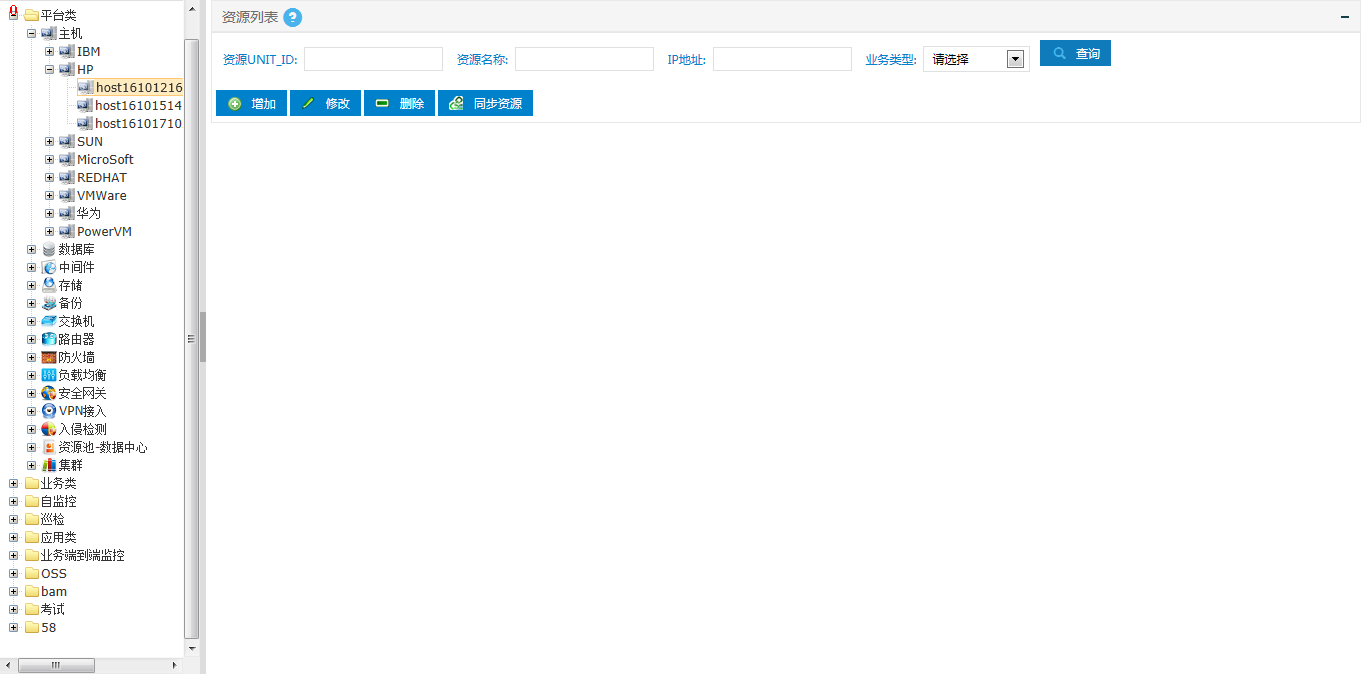 平台类
主机
IBM
HP
host16101216
host16101514
host16101710
SUN
MicroSoft
REDHAT
VMWare
华为
PowerVM
数据库
中间件
存储
备份
交换机
路由器
防火墙
负载均衡
安全网关
VPN接入
入侵检测
资源池-数据中心
集群
业务类
自监控
巡检
应用类
业务端到端监控
OSS
bam
考试
58
资源列表 ?
资源UNIT_ID: 资源名称: IP地址: 业务类型: 请选择 查询
增加 修改 删除 同步资源